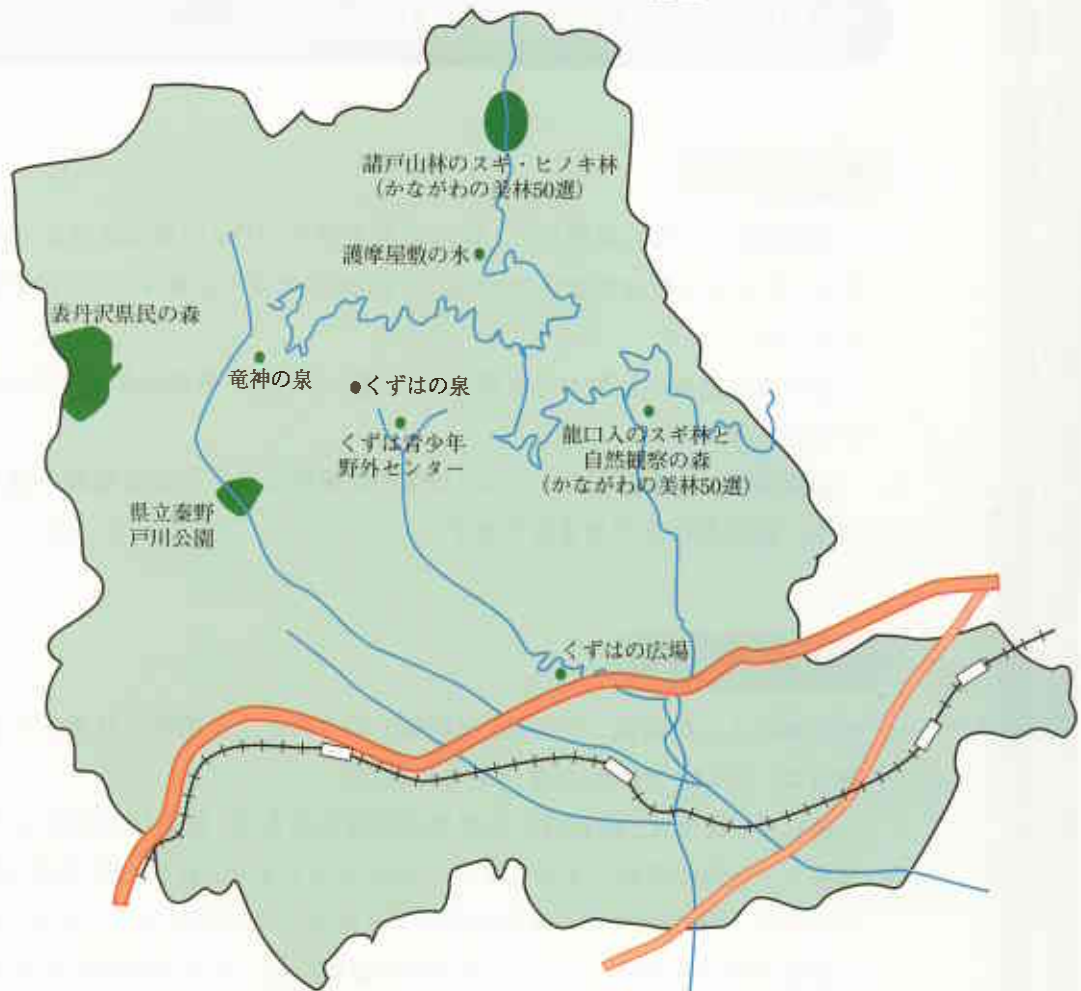 諸戸山林のスギ・ヒノキ林
(かながわの美林50選)
護摩屋敷の水
表丹沢県民の森
竜神の泉
くずはの泉
くずは青少年
野外センター
龍口入のスギ林と
自然観察の森
(かながわの美林50選)
県立秦野
戸川公園
くずはの広場